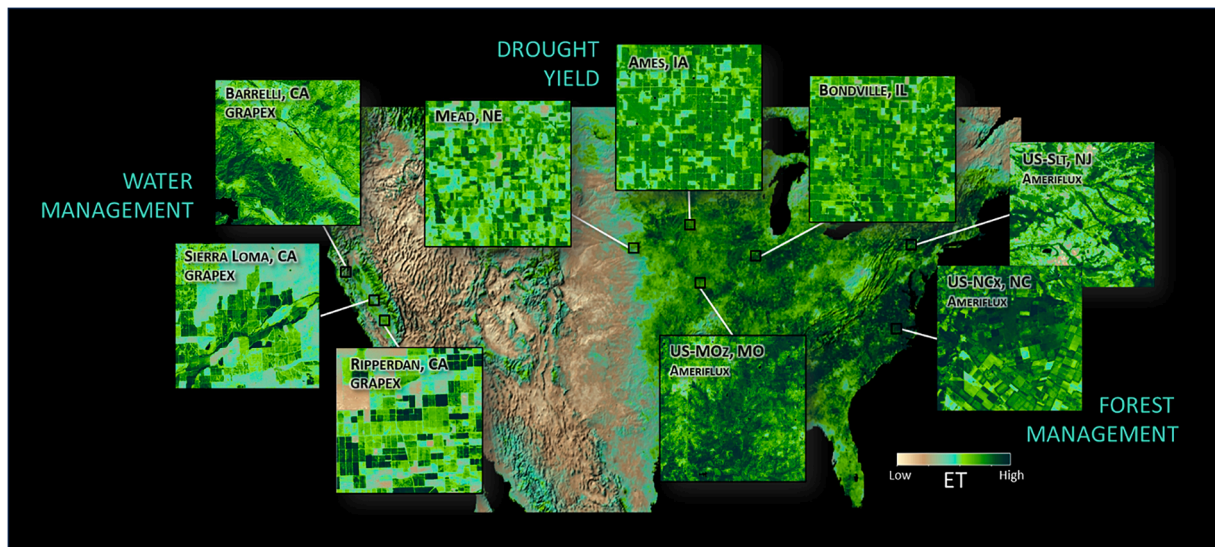 DROUGHT
YIELD
AMES, IA
BARRELLI, CA
GRAPEX
MEAD, NE
BONDVILLE, IL
US-SLT, NJ
AMERIFLUX
WATER
MANAGEMENT
SIERRA LOMA, CA
GRAPEX
US-NCX, NC
AMERIFLUX
RIPPERDAN, CA
GRAPEX
US-MOZ, MO
AMERIFLUX
FOREST
MANAGEMENT
Low
High
ET